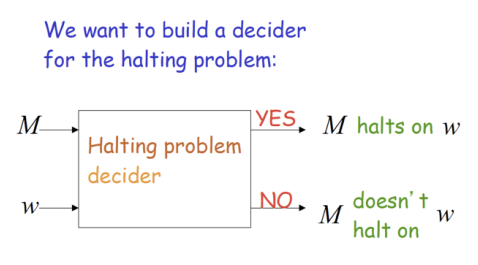 We want to build a decider
for the halting problem:
M
YES
M halts on w
Halting problem
decider
w
NO
M doesn't halt on w